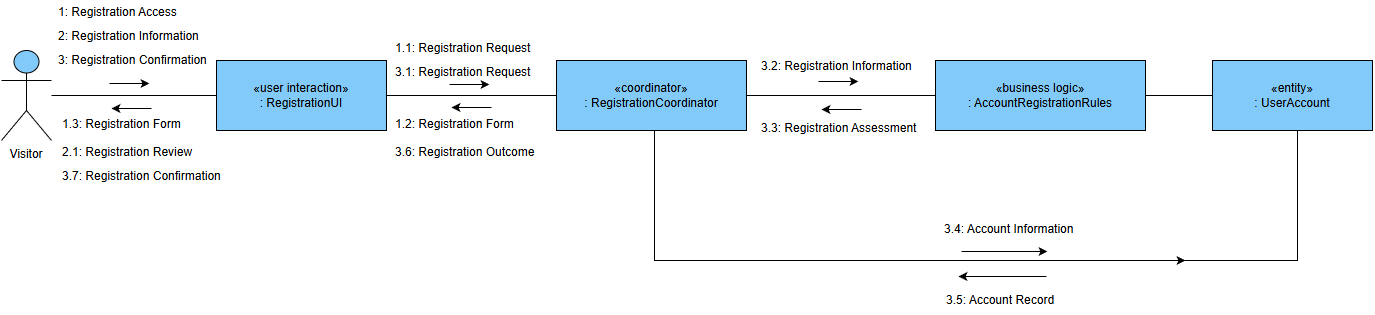 1: Registration Access
2: Registration Information
3: Registration Confirmation
1.3: Registration Form
2.1: Registration Review
3.7: Registration Confirmation
Visitor
«user interaction»
: RegistrationUI
1.1: Registration Request
3.1: Registration Request
1.2: Registration Form
3.6: Registration Outcome
«coordinator»
: RegistrationCoordinator
3.2: Registration Information
3.3: Registration Assessment
«business logic»
: AccountRegistrationRules
«entity»
: UserAccount
3.4: Account Information
3.5: Account Record